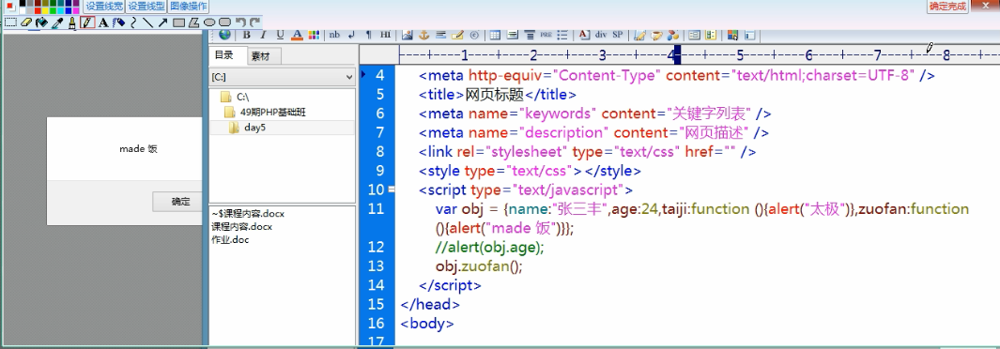 设置线宽 设置线型 图像操作 确定完成
B I U A nb ¶ HI PRE A div SP
目录 素材
[C:]
C:\
49期PHP基础班
day5
made 饭
确定
~$课程内容.docx
课程内容.docx
作业.doc
----+----1----+----2----+----3----+----4----+----5----+----6----+----7----+----8----+
4 <meta http-equiv="Content-Type" content="text/html;charset=UTF-8" />
5 <title>网页标题</title>
6 <meta name="keywords" content="关键字列表" />
7 <meta name="description" content="网页描述" />
8 <link rel="stylesheet" type="text/css" href="" />
9 <style type="text/css"></style>
10 <script type="text/javascript">
11 var obj = {name:"张三丰",age:24,taiji:function (){alert("太极")},zuofan:function
(){alert("made 饭")}};
12 //alert(obj.age);
13 obj.zuofan();
14 </script>
15 </head>
16 <body>
17